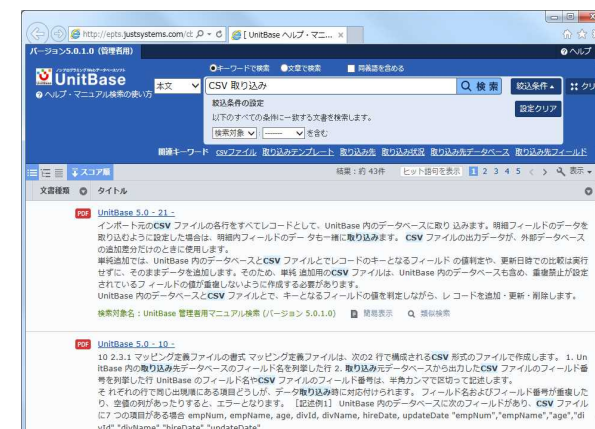 http://epts.justsystems.com/ct
[ UnitBase ヘルプ・マニ...
バージョン5.0.1.0 (管理者用)
ヘルプ
ノンプログラミングWebデータベースソフト
UnitBase
ヘルプ・マニュアル検索の使い方
キーワードで検索 文章で検索 同義語を含める
本文 CSV 取り込み 検 索 絞込条件 クリ
絞込条件の設定 設定クリア
以下のすべての条件に一致する文書を検索します。
検索対象 ------ を含む
関連キーワード csvファイル 取り込みテンプレート 取り込み先 取り込み状況 取り込み先データベース 取り込み先フィールド
スコア順 結果：約 43件 ヒット語句を表示 1 2 3 4 5 表示
文書種類 タイトル
PDF UnitBase 5.0 - 21 -
インポート元のCSV ファイルの各行をすべてレコードとして、UnitBase 内のデータベースに取り 込みます。明細フィールドのデータを
取り込むように設定した場合は、明細内フィールドのデー タも一緒に取り込みます。 CSV ファイルの出力データが、外部データベース
の追加差分だけのときに使用します。
単純追加では、UnitBase 内のデータベースとCSV ファイルとでレコードのキーとなるフィールド の値判定や、更新日時での比較は実行
せずに、そのままデータを追加します。そのため、単純 追加用のCSV ファイルは、UnitBase 内のデータベースも含め、重複禁止が設定
されているフ ィールドの値が重複しないように作成する必要があります。
UnitBase 内のデータベースとCSV ファイルとで、キーとなるフィールドの値を判定しながら、レ コードを追加・更新・削除します。
検索対象名：UnitBase 管理者用マニュアル検索 (バージョン 5.0.1.0) 簡易表示 類似検索
PDF UnitBase 5.0 - 10 -
10 2.3.1 マッピング定義ファイルの書式 マッピング定義ファイルは、次の2 行で構成されるCSV 形式のファイルで作成します。 1. Un
itBase 内の取り込み先データベースのフィールド名を列挙した行 2. 取り込み元データベースから出力したCSV ファイルのフィールド番
号を列挙した行 UnitBase のフィールド名やCSV ファイルのフィールド番号は、半角カンマで区切って記述します。
そ れぞれの行で同じ出現順にある項目どうしが、データ取り込み時に対応付けられます。 フィールド名およびフィールド番号が重複した
り、空値の列があったりすると、エラーとなります。 ［記述例1］ UnitBase 内のデータベースに次のフィールドがあり、CSV ファイル
に7 つの項目がある場合 empNum, empName, age, divId, divName, hireDate, updateDate "empNum","empName","age","di
vId","divName","hireDate","updateDate"